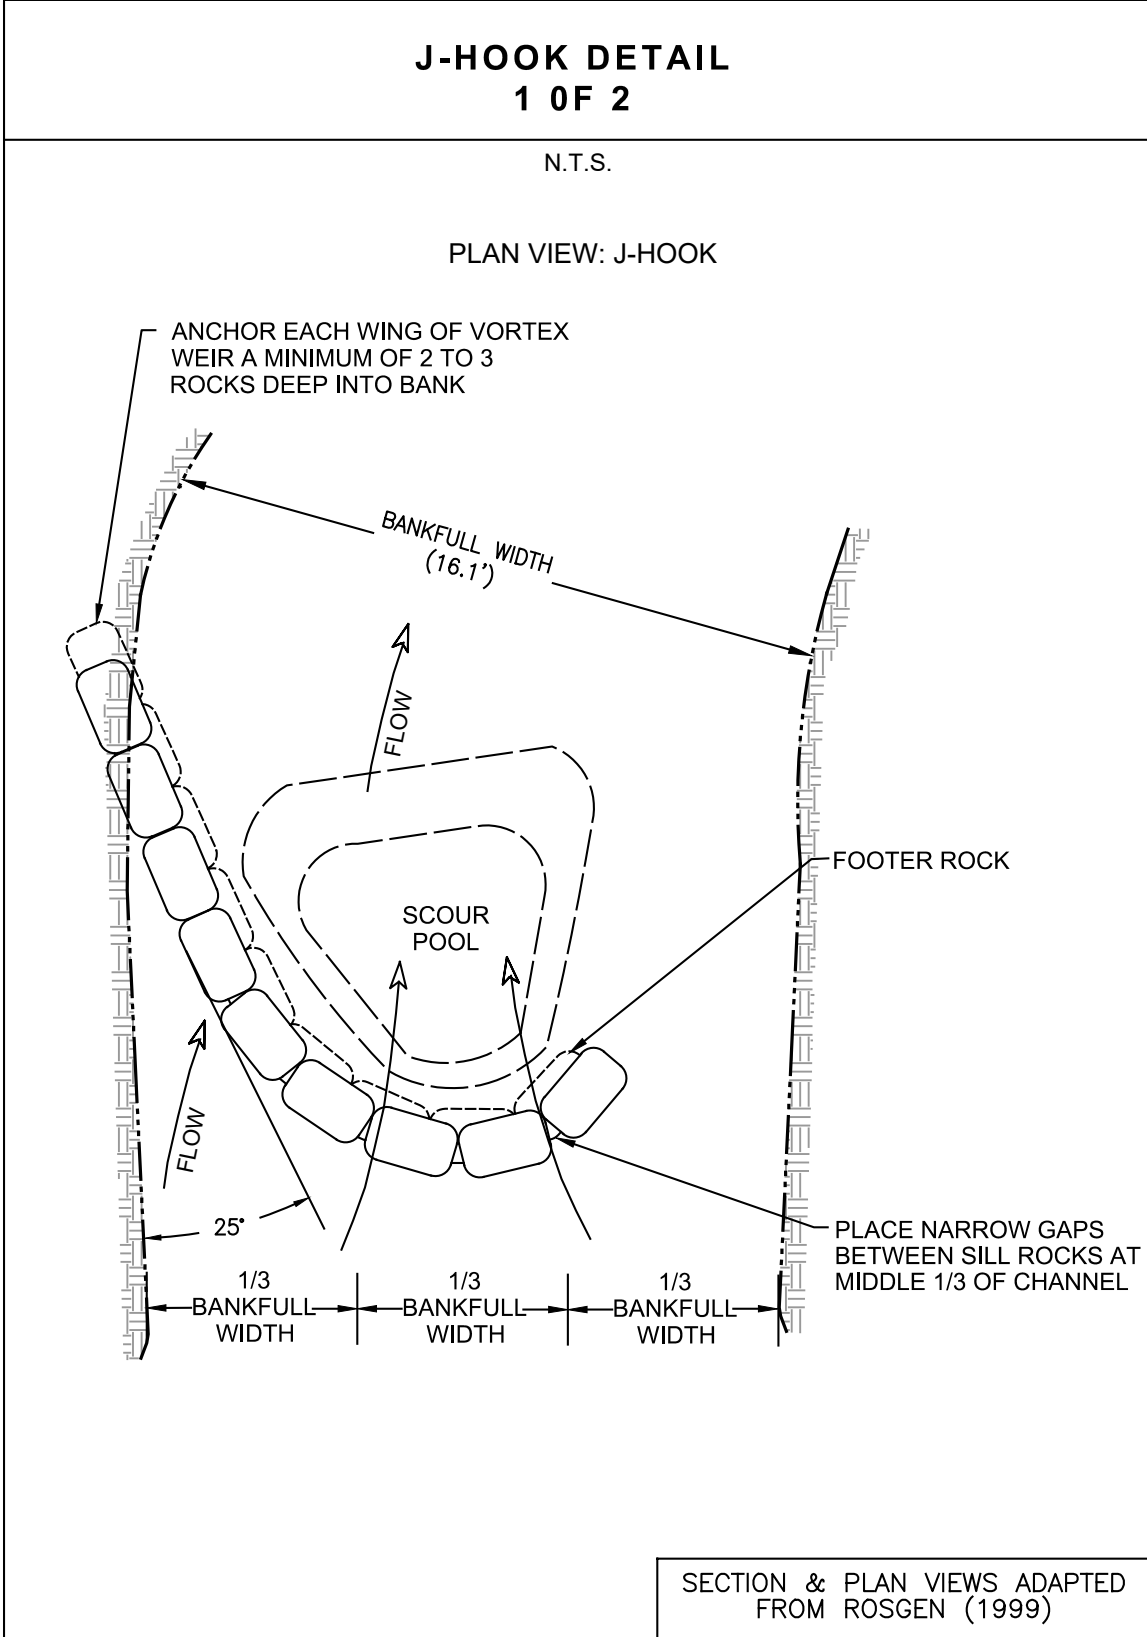 J-HOOK DETAIL
1 0F 2
N.T.S.
PLAN VIEW: J-HOOK
ANCHOR EACH WING OF VORTEX
WEIR A MINIMUM OF 2 TO 3
ROCKS DEEP INTO BANK
BANKFULL WIDTH
(16.1')
FLOW
FOOTER ROCK
SCOUR
POOL
FLOW
25°
PLACE NARROW GAPS
BETWEEN SILL ROCKS AT
MIDDLE 1/3 OF CHANNEL
1/3
BANKFULL
WIDTH
1/3
BANKFULL
WIDTH
1/3
BANKFULL
WIDTH
SECTION & PLAN VIEWS ADAPTED
FROM ROSGEN (1999)